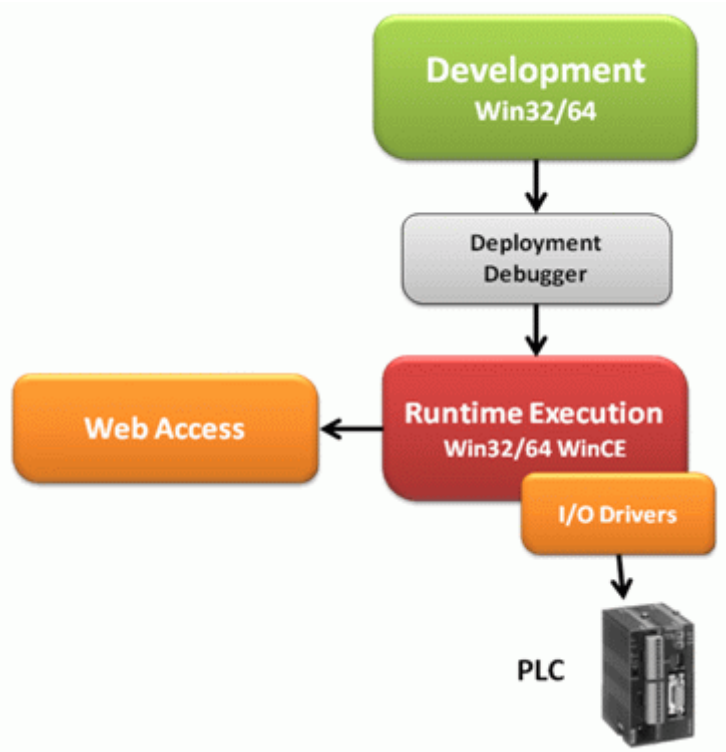 Development
Win32/64
Deployment
Debugger
Web Access
Runtime Execution
Win32/64 WinCE
I/O Drivers
PLC